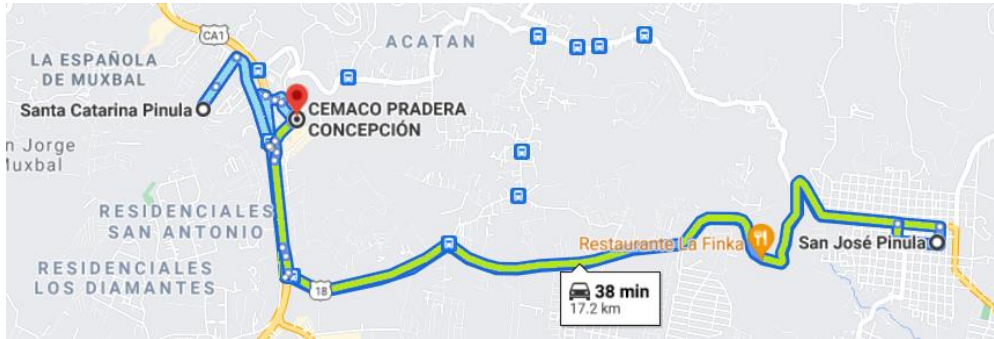 CA1
ACATAN
LA ESPAÑOLA
DE MUXBAL
Santa Catarina Pinula
CEMACO PRADERA
CONCEPCIÓN
n Jorge
Muxbal
RESIDENCIALES
SAN ANTONIO
Restaurante La Finka
San José Pinula
RESIDENCIALES
LOS DIAMANTES
18
38 min
17.2 km